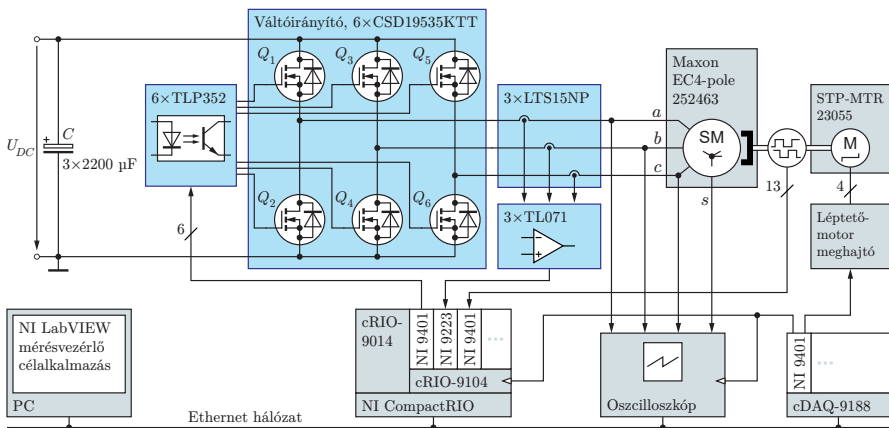 Váltóirányító, 6×CSD19535KTT
Q1
Q3
Q5
Maxon
EC4-pole
252463
6×TLP352
3×LTS15NP
STP-MTR
23055
UDC
+
C
3×2200 µF
a
b
c
s
SM
M
13
4
Q2
Q4
Q6
3×TL071
−
+
6
Léptető-
motor
meghajtó
NI LabVIEW
mérésvezérlő
célalkalmazás
PC
cRIO-
9014
NI 9401
NI 9223
NI 9401
...
cRIO-9104
NI CompactRIO
Oszcilloszkóp
NI 9401
...
cDAQ-9188
Ethernet hálózat